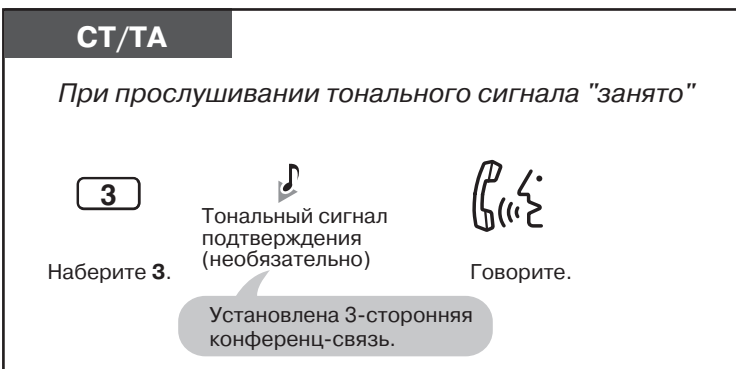 СТ/ТА
При прослушивании тонального сигнала "занято"
3
Тональный сигнал
подтверждения
(необязательно)
Наберите 3.
Говорите.
Установлена 3-сторонняя
конференц-связь.